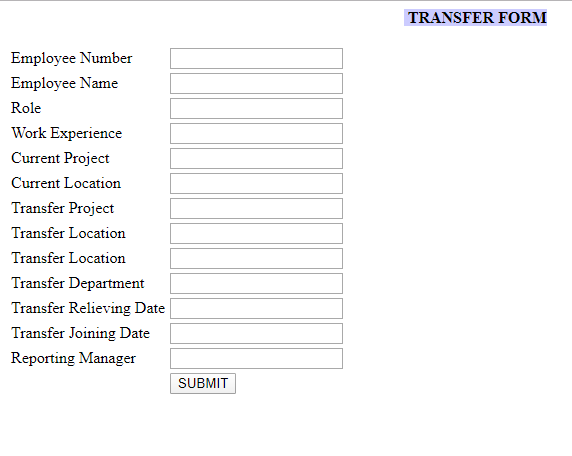 TRANSFER FORM
Employee Number
Employee Name
Role
Work Experience
Current Project
Current Location
Transfer Project
Transfer Location
Transfer Location
Transfer Department
Transfer Relieving Date
Transfer Joining Date
Reporting Manager
SUBMIT